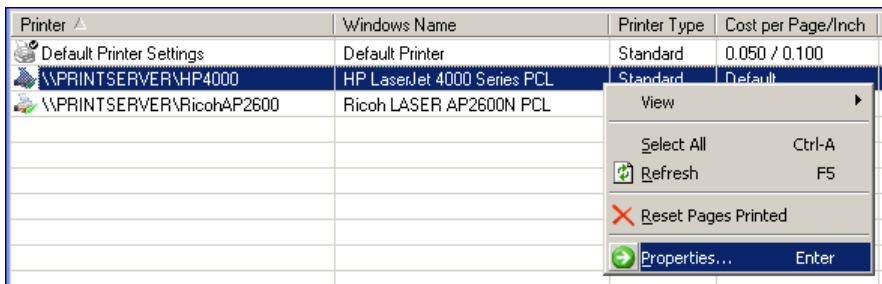 Printer Windows Name Printer Type Cost per Page/Inch
Default Printer Settings Default Printer Standard 0.050 / 0.100
\\PRINTSERVER\HP4000 HP LaserJet 4000 Series PCL Standard Default
\\PRINTSERVER\RicohAP2600 Ricoh LASER AP2600N PCL
View
Select All Ctrl-A
Refresh F5
Reset Pages Printed
Properties... Enter